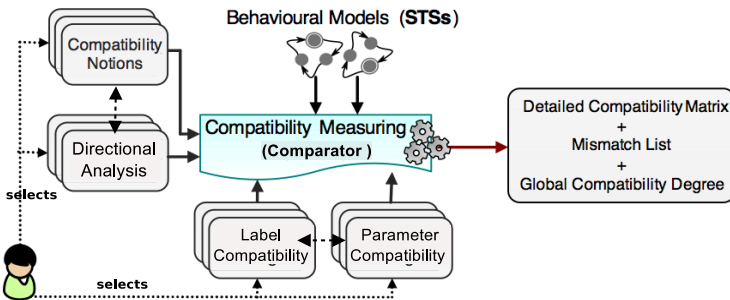 Behavioural Models (STSs)
Compatibility
Notions
Directional
Analysis
Compatibility Measuring
(Comparator )
Detailed Compatibility Matrix
+
Mismatch List
+
Global Compatibility Degree
selects
Label
Compatibility
Parameter
Compatibility
selects